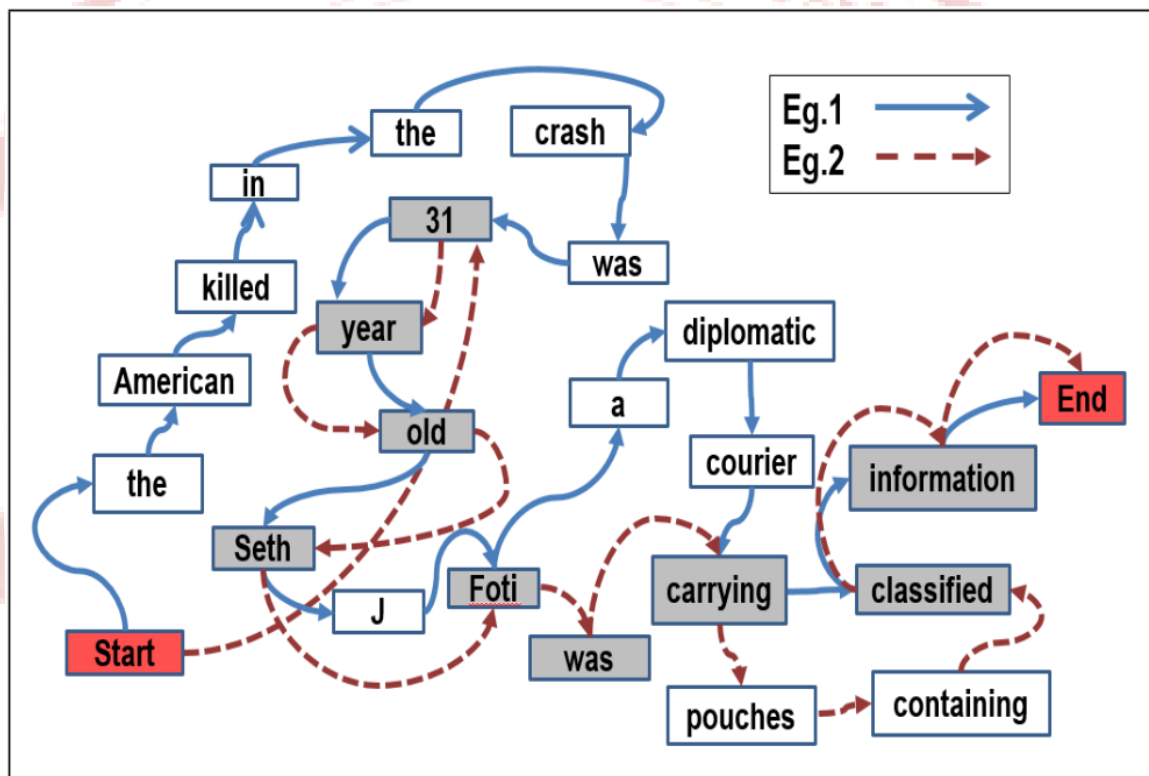 Eg.1
Eg.2
the
crash
in
31
was
killed
year
diplomatic
American
a
End
old
courier
the
information
Seth
Foti
carrying
classified
J
Start
was
pouches
containing